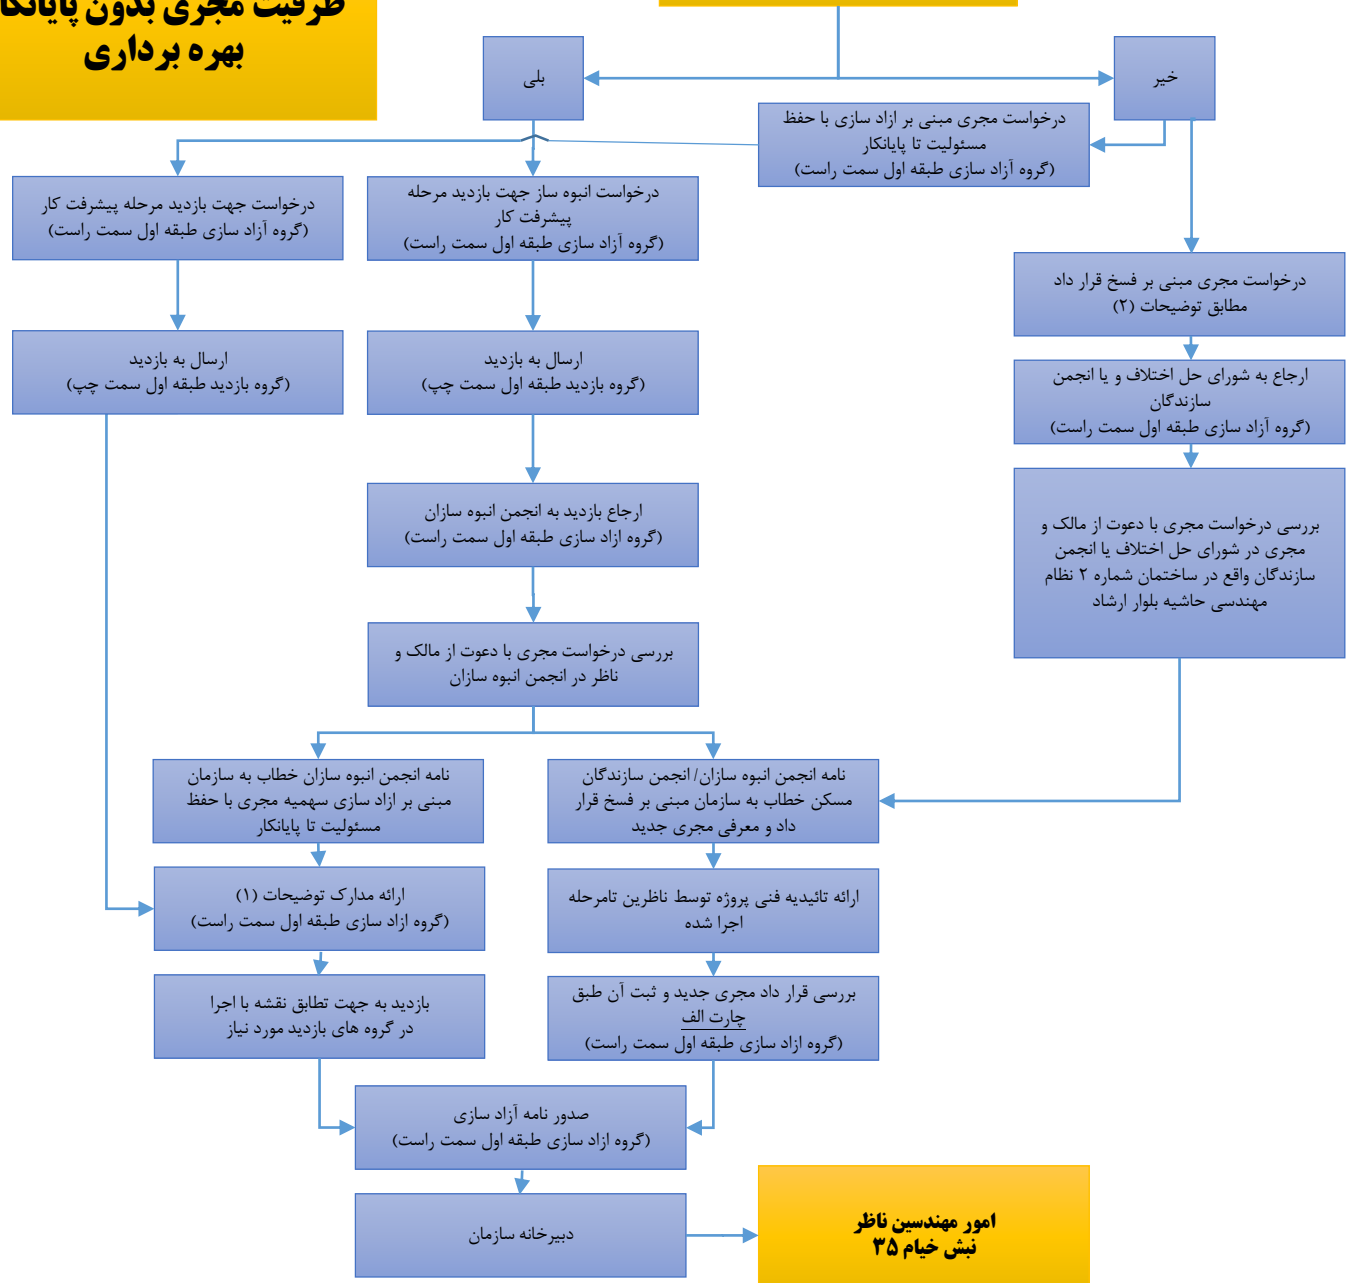 ظرفیت مجری بدون پایانکار
بهره برداری
بلی
خیر
درخواست مجری مبنی بر ازاد سازی با حفظ
مسئولیت تا پایانکار
(گروه آزاد سازی طبقه اول سمت راست)
درخواست جهت بازدید مرحله پیشرفت کار
(گروه آزاد سازی طبقه اول سمت راست)
درخواست انبوه ساز جهت بازدید مرحله
پیشرفت کار
(گروه آزاد سازی طبقه اول سمت راست)
درخواست مجری مبنی بر فسخ قرار داد
مطابق توضیحات (۲)
ارسال به بازدید
(گروه بازدید طبقه اول سمت چپ)
ارسال به بازدید
(گروه بازدید طبقه اول سمت چپ)
ارجاع به شورای حل اختلاف و یا انجمن
سازندگان
(گروه آزاد سازی طبقه اول سمت راست)
ارجاع بازدید به انجمن انبوه سازان
(گروه ازاد سازی طبقه اول سمت راست)
بررسی درخواست مجری با دعوت از مالک و
مجری در شورای حل اختلاف یا انجمن
سازندگان واقع در ساختمان شماره ۲ نظام
مهندسی حاشیه بلوار ارشاد
بررسی درخواست مجری با دعوت از مالک و
ناظر در انجمن انبوه سازان
نامه انجمن انبوه سازان خطاب به سازمان
مبنی بر ازاد سازی سهمیه مجری با حفظ
مسئولیت تا پایانکار
نامه انجمن انبوه سازان/ انجمن سازندگان
مسکن خطاب به سازمان مبنی بر فسخ قرار
داد و معرفی مجری جدید
ارائه مدارک توضیحات (۱)
(گروه ازاد سازی طبقه اول سمت راست)
ارائه تائیدیه فنی پروژه توسط ناظرین تامرحله
اجرا شده
بازدید به جهت تطابق نقشه با اجرا
در گروه های بازدید مورد نیاز
بررسی قرار داد مجری جدید و ثبت آن طبق
چارت الف
(گروه ازاد سازی طبقه اول سمت راست)
صدور نامه آزاد سازی
(گروه ازاد سازی طبقه اول سمت راست)
دبیرخانه سازمان
امور مهندسین ناظر
نبش خیام ۳۵